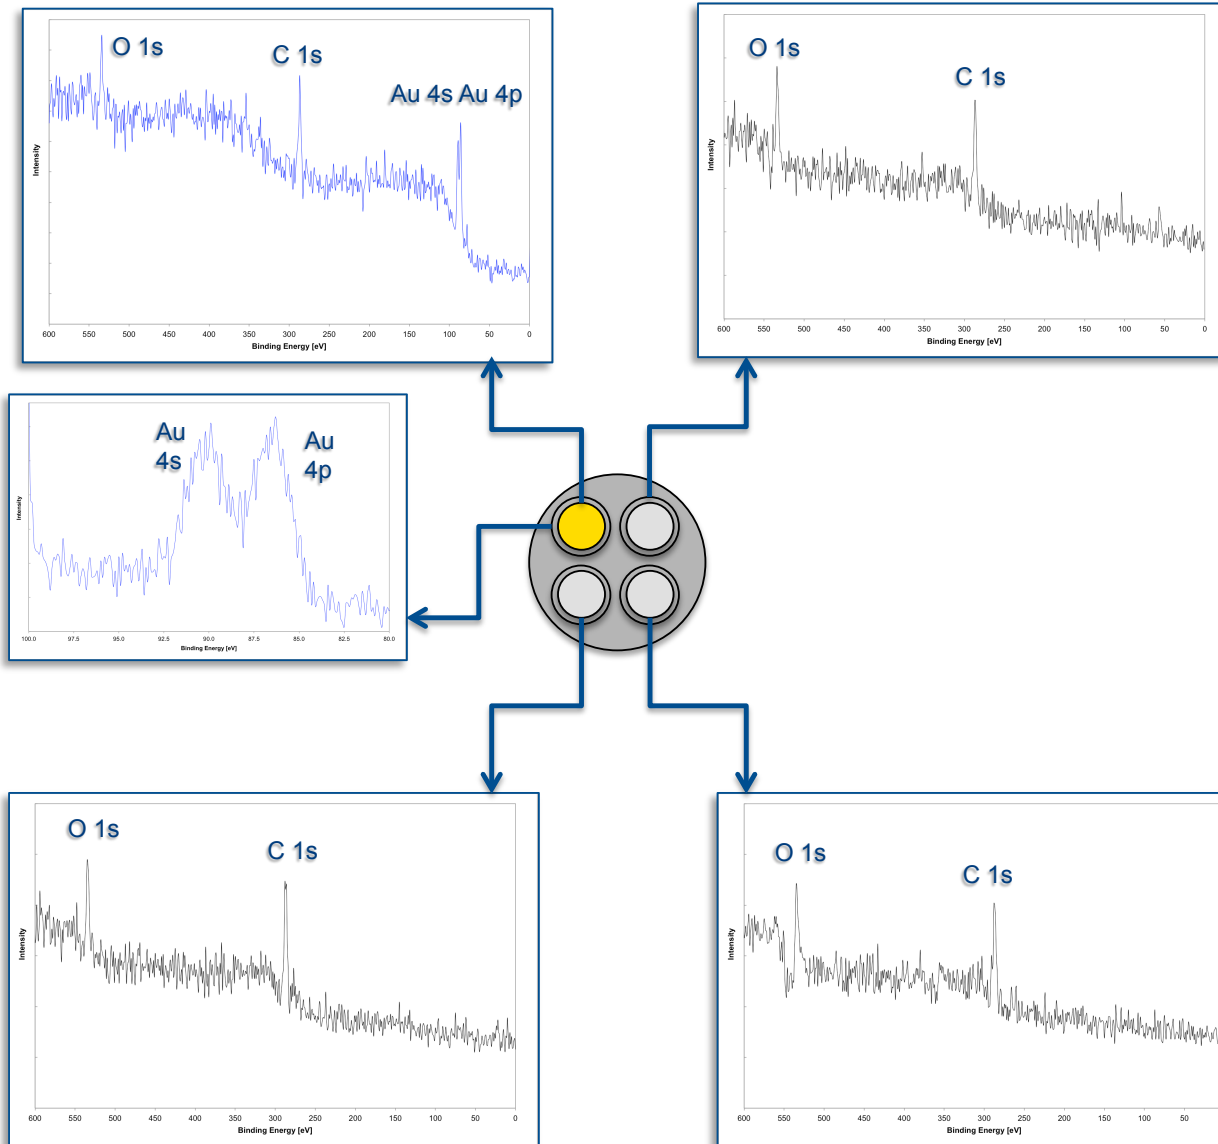 O 1s
C 1s
Au 4s Au 4p
Intensity
600 550 500 450 400 350 300 250 200 150 100 50 0
Binding Energy [eV]
O 1s
C 1s
Intensity
600 550 500 450 400 350 300 250 200 150 100 50 0
Binding Energy [eV]
Au
4s
Au
4p
Intensity
100.0 97.5 95.0 92.5 90.0 87.5 85.0 82.5 80.0
Binding Energy [eV]
O 1s
C 1s
Intensity
600 550 500 450 400 350 300 250 200 150 100 50 0
Binding Energy [eV]
O 1s
C 1s
Intensity
600 550 500 450 400 350 300 250 200 150 100 50
Binding Energy [eV]